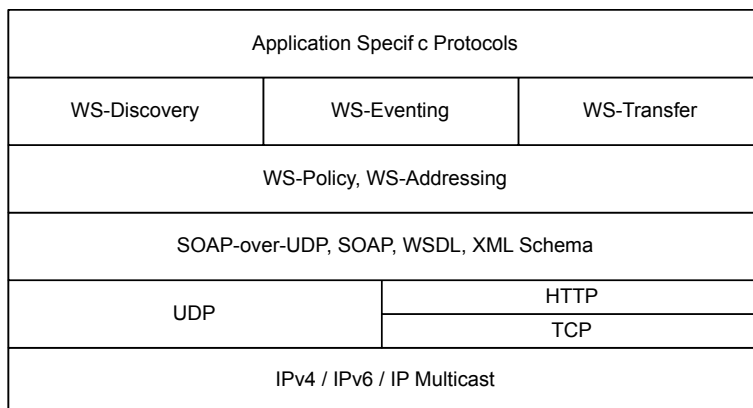 Application Specif c Protocols
WS-Discovery
WS-Eventing
WS-Transfer
WS-Policy, WS-Addressing
SOAP-over-UDP, SOAP, WSDL, XML Schema
UDP
HTTP
TCP
IPv4 / IPv6 / IP Multicast